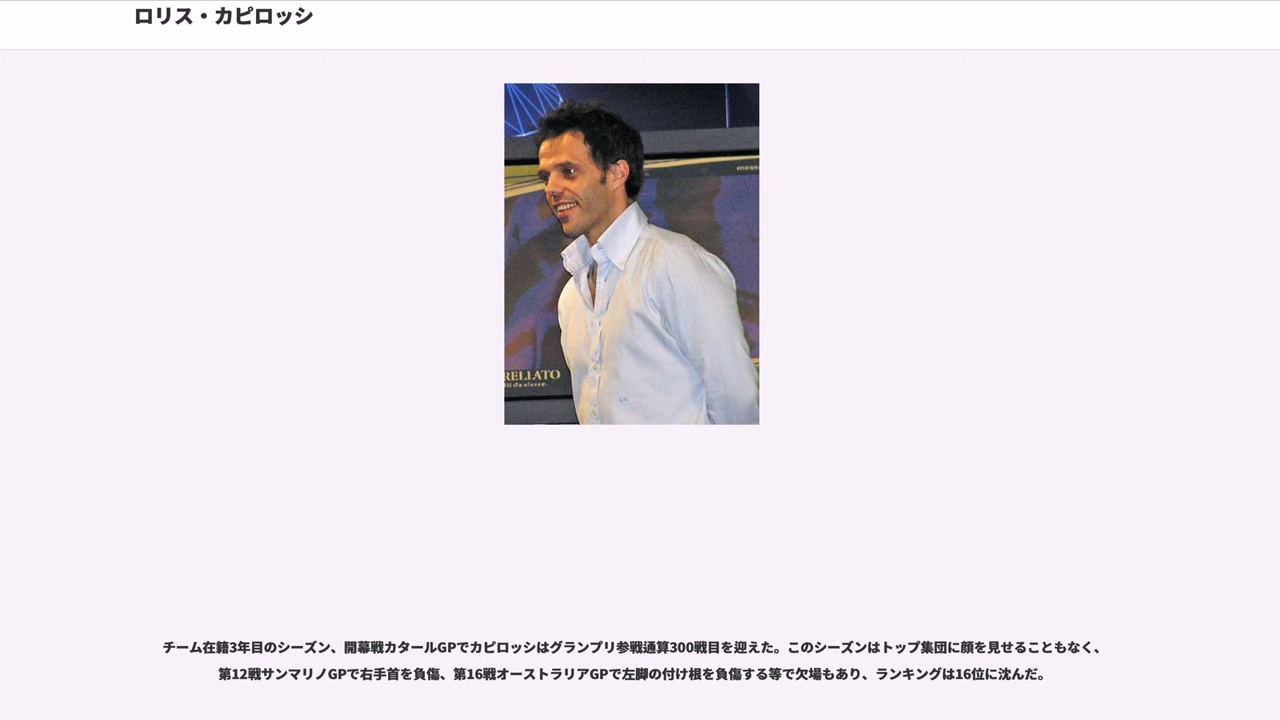 ロリス・カピロッシ
messa
RELLATO
ili da vivere.
チーム在籍3年目のシーズン、開幕戦カタールGPでカピロッシはグランプリ参戦通算300戦目を迎えた。このシーズンはトップ集団に顔を見せることもなく、
第12戦サンマリノGPで右手首を負傷、第16戦オーストラリアGPで左脚の付け根を負傷する等で欠場もあり、ランキングは16位に沈んだ。